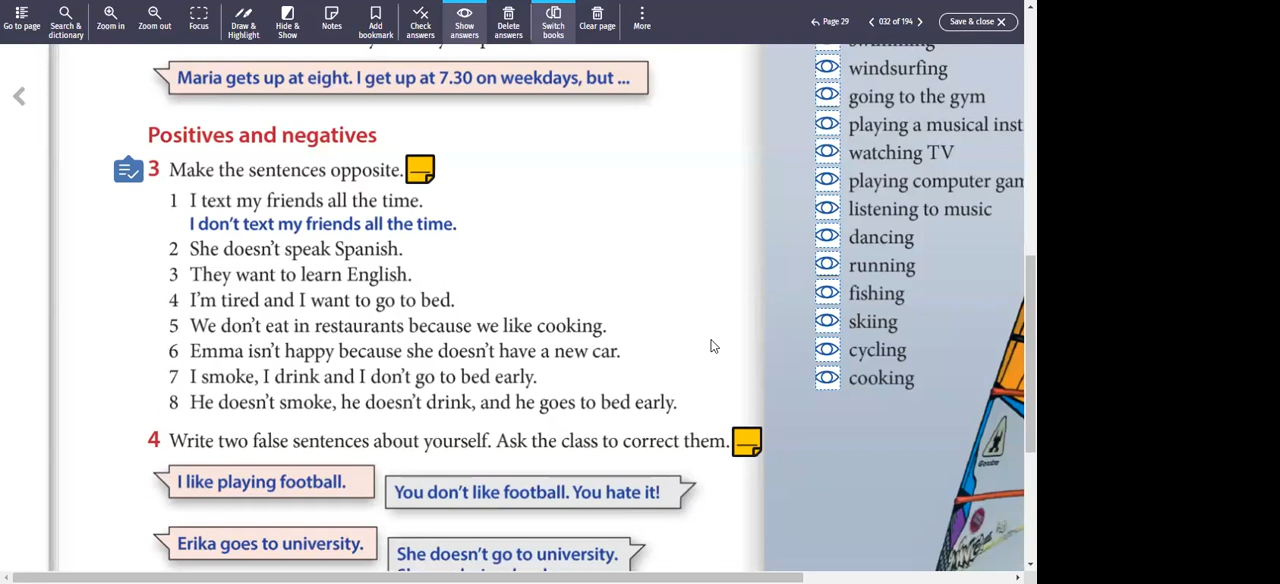 Go to page
Search & dictionary
Zoom in
Zoom out
Focus
Draw & Highlight
Hide & Show
Notes
Add bookmark
Check answers
Show answers
Delete answers
Switch books
Clear page
More
Page 29
032 of 194
Save & close
Maria gets up at eight. I get up at 7.30 on weekdays, but ...
Positives and negatives
3 Make the sentences opposite.
1 I text my friends all the time.
I don't text my friends all the time.
2 She doesn't speak Spanish.
3 They want to learn English.
4 I'm tired and I want to go to bed.
5 We don't eat in restaurants because we like cooking.
6 Emma isn't happy because she doesn't have a new car.
7 I smoke, I drink and I don't go to bed early.
8 He doesn't smoke, he doesn't drink, and he goes to bed early.
4 Write two false sentences about yourself. Ask the class to correct them.
I like playing football.
You don't like football. You hate it!
Erika goes to university.
She doesn't go to university.
swimming
windsurfing
going to the gym
playing a musical inst
watching TV
playing computer gan
listening to music
dancing
running
fishing
skiing
cycling
cooking